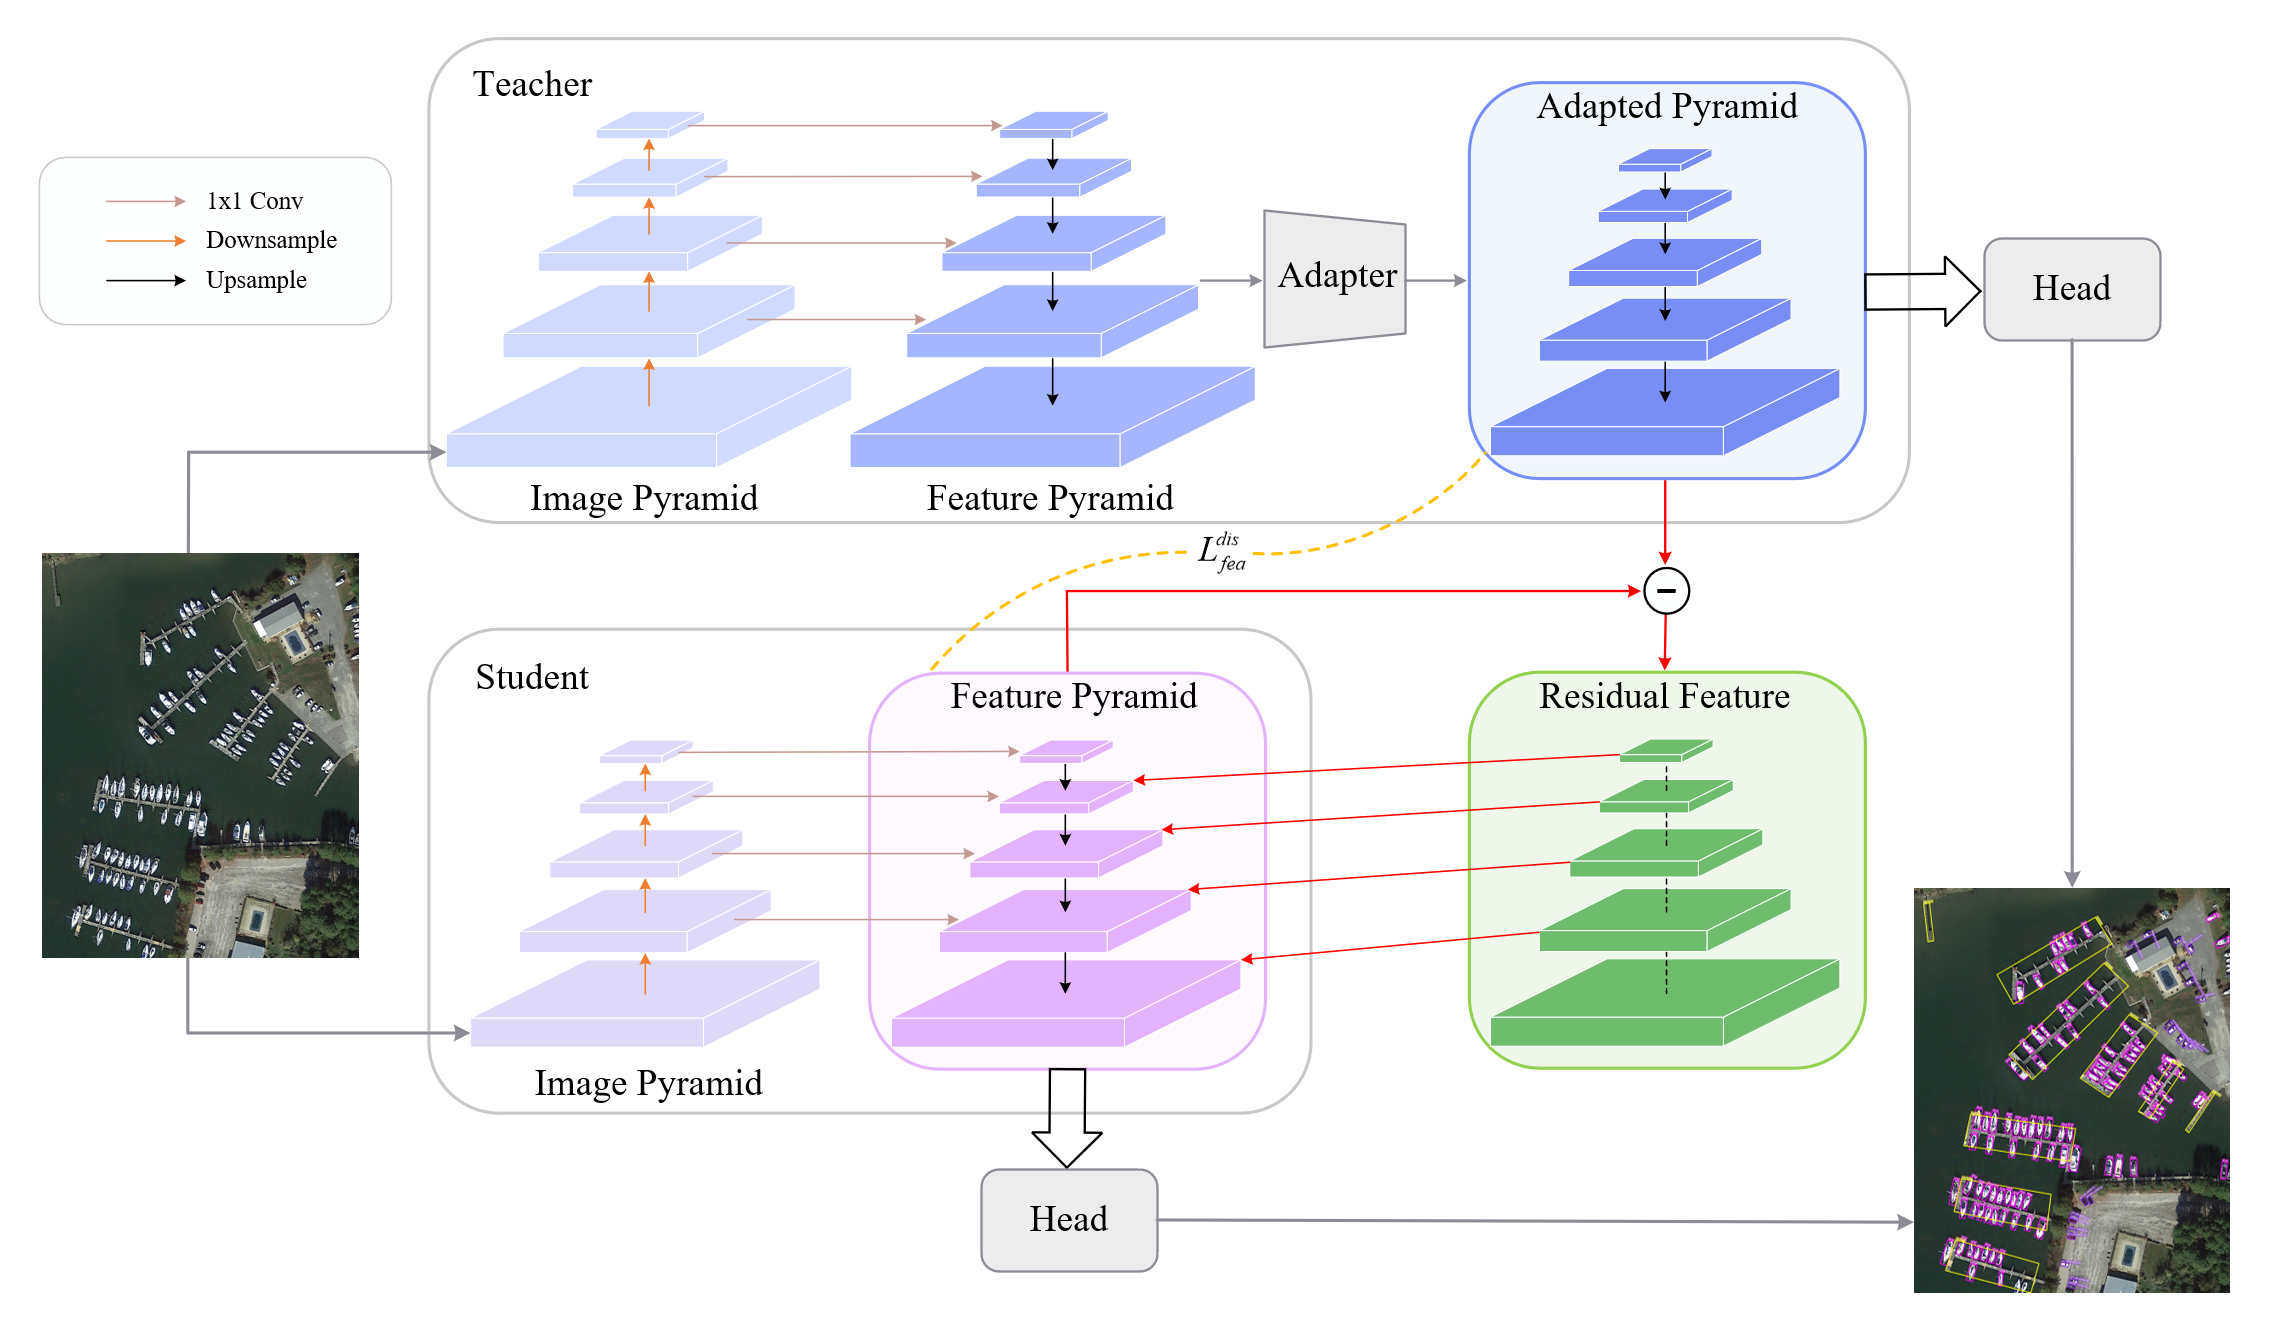 Teacher
Adapted Pyramid
1x1 Conv
Downsample
Upsample
Adapter
Head
Image Pyramid
Feature Pyramid
L_{fea}^{dis}
−
Student
Feature Pyramid
Residual Feature
Image Pyramid
Head